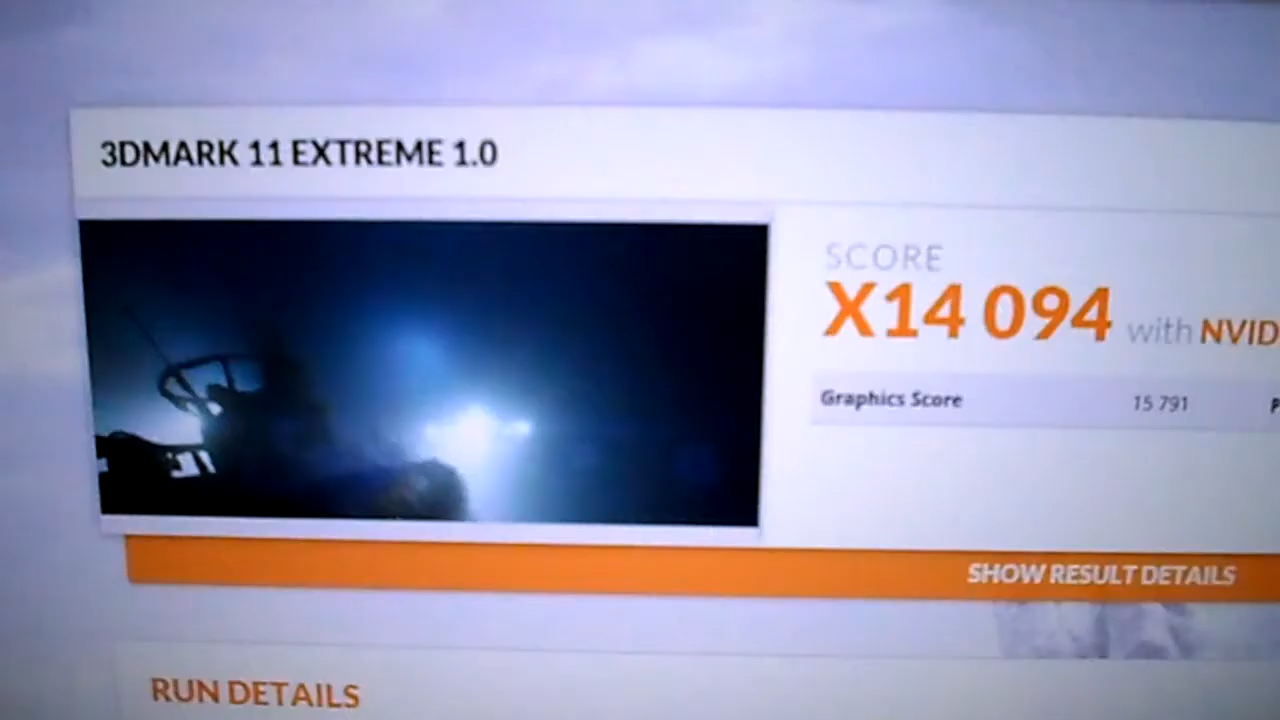 3DMARK 11 EXTREME 1.0
SCORE
X14 094 with NVID
Graphics Score 15 791 P
SHOW RESULT DETAILS
RUN DETAILS